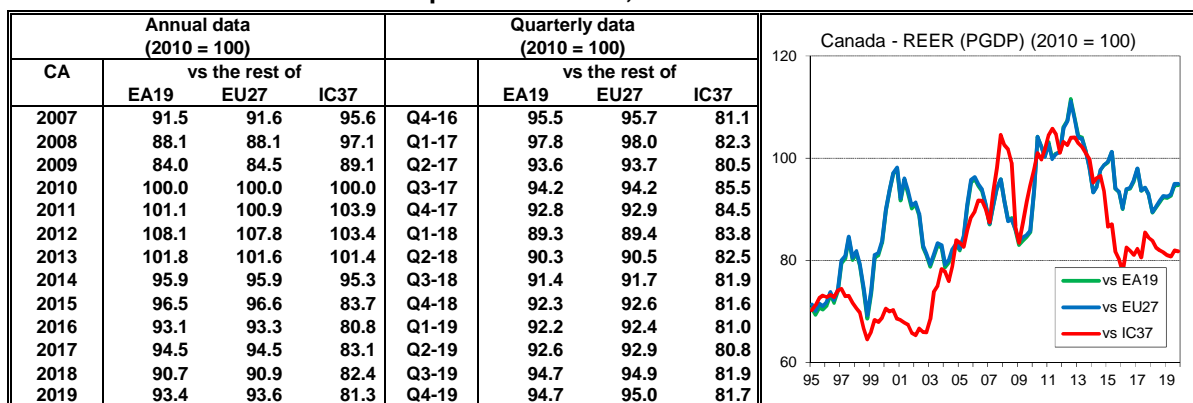 Annual data Quarterly data
(2010 = 100) (2010 = 100)
CA vs the rest of vs the rest of
EA19 EU27 IC37 EA19 EU27 IC37
2007 91.5 91.6 95.6 Q4-16 95.5 95.7 81.1
2008 88.1 88.1 97.1 Q1-17 97.8 98.0 82.3
2009 84.0 84.5 89.1 Q2-17 93.6 93.7 80.5
2010 100.0 100.0 100.0 Q3-17 94.2 94.2 85.5
2011 101.1 100.9 103.9 Q4-17 92.8 92.9 84.5
2012 108.1 107.8 103.4 Q1-18 89.3 89.4 83.8
2013 101.8 101.6 101.4 Q2-18 90.3 90.5 82.5
2014 95.9 95.9 95.3 Q3-18 91.4 91.7 81.9
2015 96.5 96.6 83.7 Q4-18 92.3 92.6 81.6
2016 93.1 93.3 80.8 Q1-19 92.2 92.4 81.0
2017 94.5 94.5 83.1 Q2-19 92.6 92.9 80.8
2018 90.7 90.9 82.4 Q3-19 94.7 94.9 81.9
2019 93.4 93.6 81.3 Q4-19 94.7 95.0 81.7
Canada - REER (PGDP) (2010 = 100)
120
100
80
60
vs EA19
vs EU27
vs IC37
95 97 99 01 03 05 07 09 11 13 15 17 19